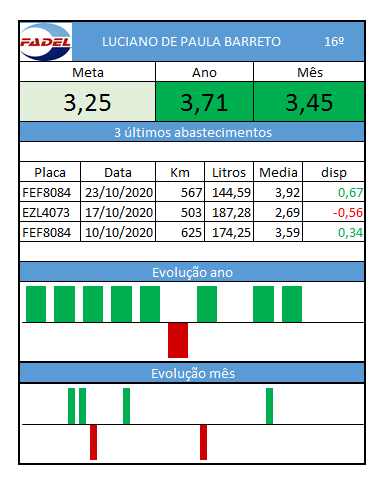 FADEL LUCIANO DE PAULA BARRETO 16º
Meta Ano Mês
3,25 3,71 3,45
3 últimos abastecimentos
Placa Data Km Litros Media disp
FEF8084 23/10/2020 567 144,59 3,92 0,67
EZL4073 17/10/2020 503 187,28 2,69 -0,56
FEF8084 10/10/2020 625 174,25 3,59 0,34
Evolução ano
Evolução mês